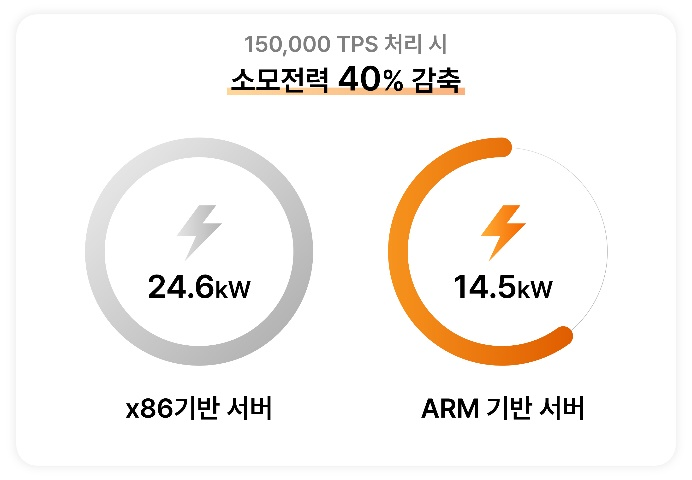 150,000 TPS 처리 시
소모전력 40% 감축
24.6kW
14.5kW
x86기반 서버
ARM 기반 서버